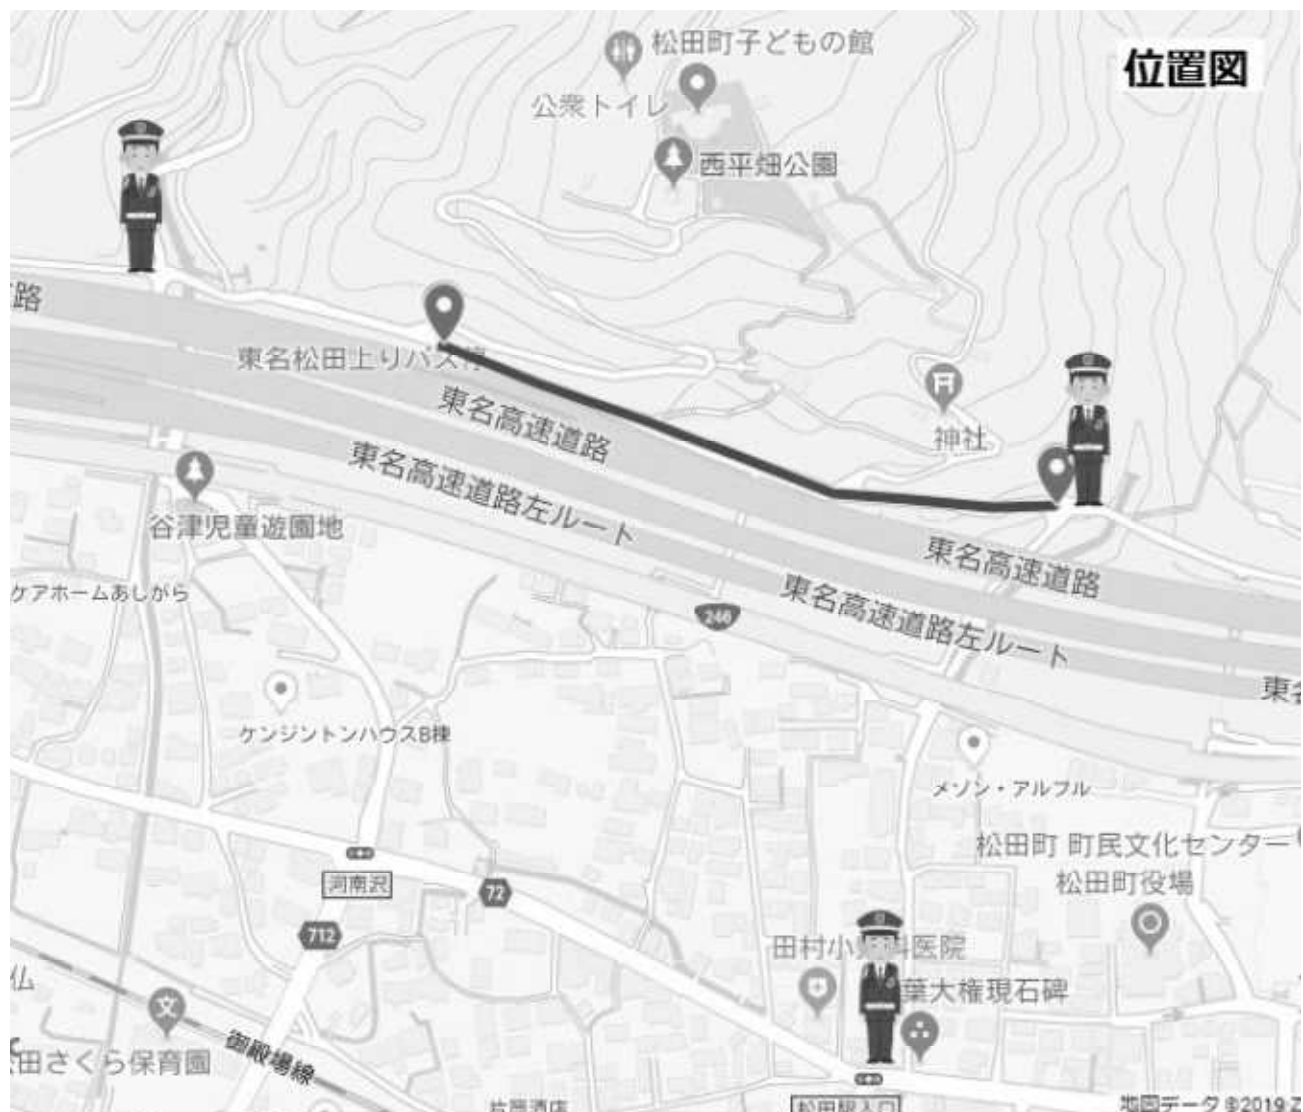 位置図
松田町子どもの館
公衆トイレ
西平畑公園
路
東名松田上りバス停
東名高速道路
東名高速道路左ルート
神社
谷津児童遊園地
東名高速道路
ケアホームあしがら
東名高速道路左ルート
246
東名
ケンジントンハウスB棟
メゾン・アルフル
松田町 町民文化センター
松田町役場
河南沢
72
712
田村小児科医院
葉大権現石碑
仏
田さくら保育園
御殿場線
松田駅入口
片岡酒店
地図データ ©2019 Z